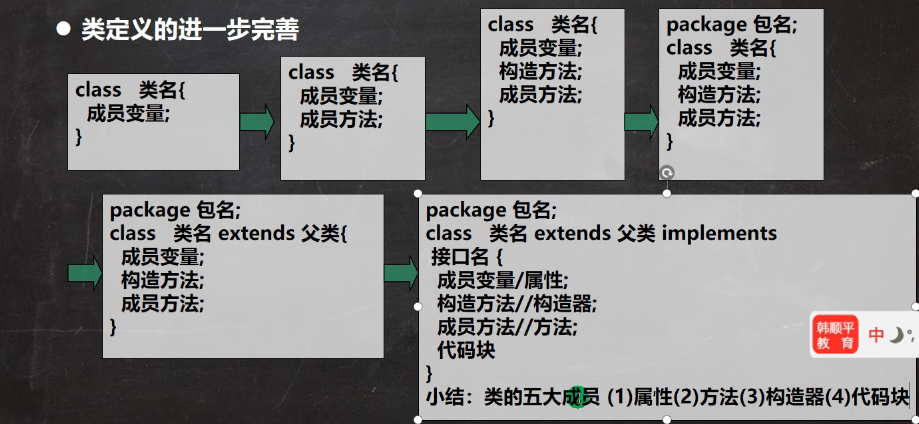 ● 类定义的进一步完善
class 类名{
成员变量;
}
class 类名{
成员变量;
成员方法;
}
class 类名{
成员变量;
构造方法;
成员方法;
}
package 包名;
class 类名{
成员变量;
构造方法;
成员方法;
}
package 包名;
class 类名 extends 父类{
成员变量;
构造方法;
成员方法;
}
package 包名;
class 类名 extends 父类 implements
接口名 {
成员变量/属性;
构造方法//构造器;
成员方法//方法;
代码块
}
小结：类的五大成员 (1)属性(2)方法(3)构造器(4)代码块
韩顺平
教 育
中